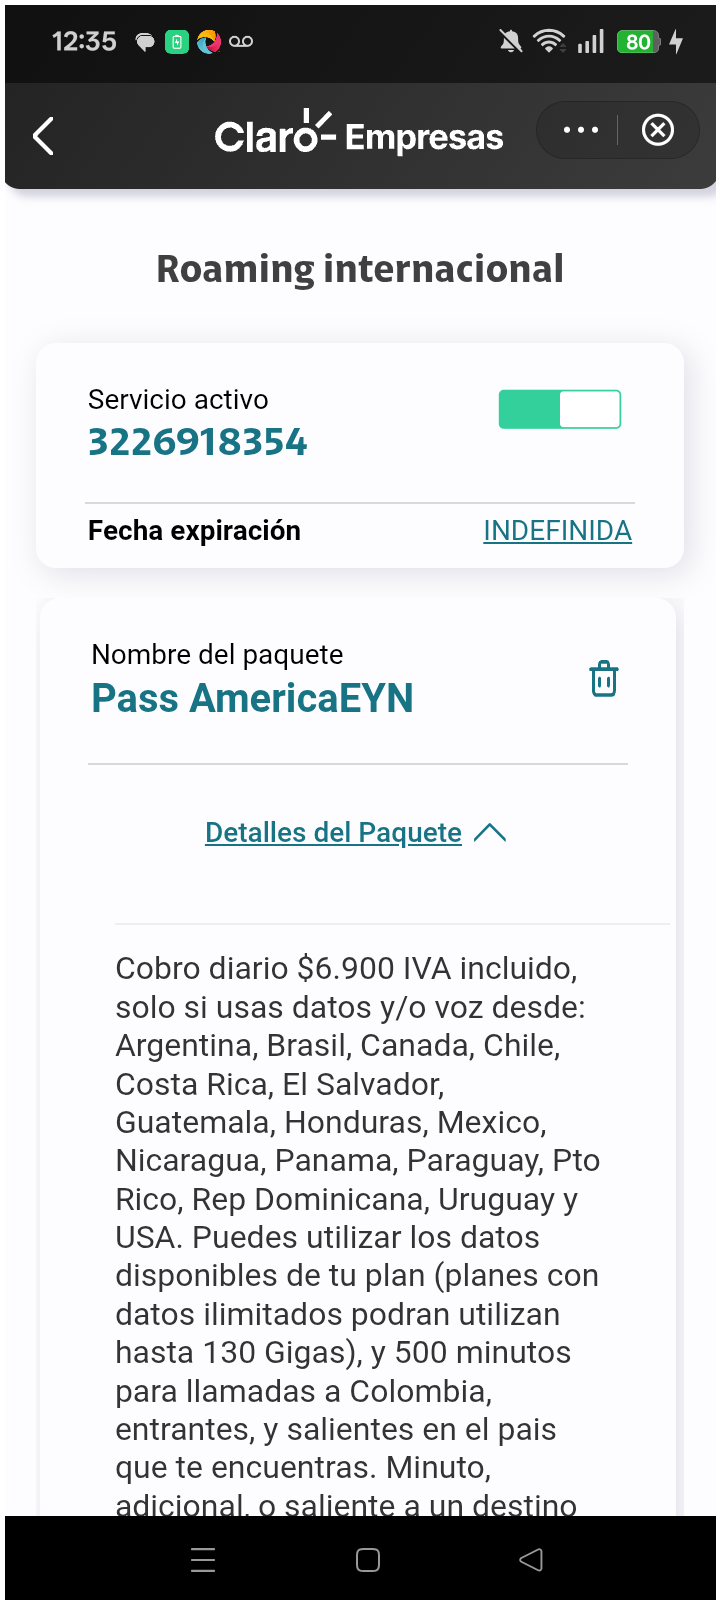 12:35
80
Claro Empresas
Roaming internacional
Servicio activo
3226918354
Fecha expiración INDEFINIDA
Nombre del paquete
Pass AmericaEYN
Detalles del Paquete
Cobro diario $6.900 IVA incluido,
solo si usas datos y/o voz desde:
Argentina, Brasil, Canada, Chile,
Costa Rica, El Salvador,
Guatemala, Honduras, Mexico,
Nicaragua, Panama, Paraguay, Pto
Rico, Rep Dominicana, Uruguay y
USA. Puedes utilizar los datos
disponibles de tu plan (planes con
datos ilimitados podran utilizan
hasta 130 Gigas), y 500 minutos
para llamadas a Colombia,
entrantes, y salientes en el pais
que te encuentras. Minuto,
adicional, o saliente a un destino